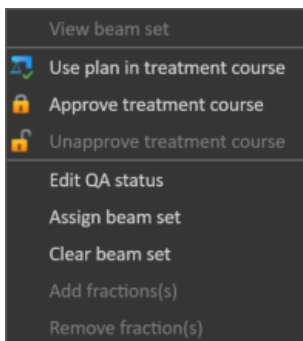 View beam set
Use plan in treatment course
Approve treatment course
Unapprove treatment course
Edit QA status
Assign beam set
Clear beam set
Add fractions(s)
Remove fraction(s)